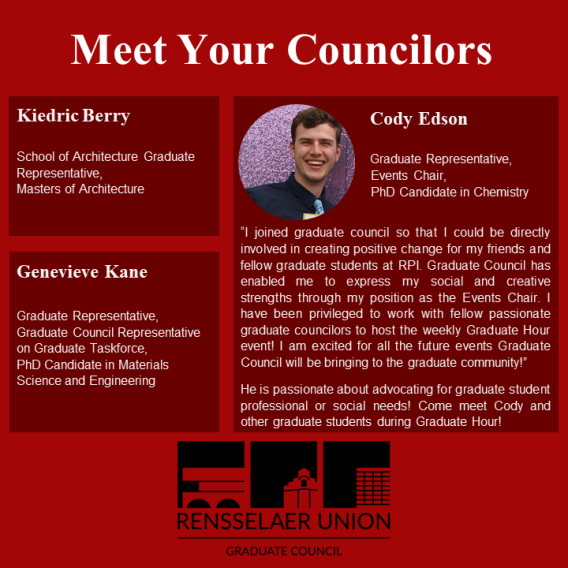 Meet Your Councilors
Kiedric Berry
School of Architecture Graduate
Representative,
Masters of Architecture
Genevieve Kane
Graduate Representative,
Graduate Council Representative
on Graduate Taskforce,
PhD Candidate in Materials
Science and Engineering
Cody Edson
Graduate Representative,
Events Chair,
PhD Candidate in Chemistry
"I joined graduate council so that I could be directly
involved in creating positive change for my friends and
fellow graduate students at RPI. Graduate Council has
enabled me to express my social and creative
strengths through my position as the Events Chair. I
have been privileged to work with fellow passionate
graduate councilors to host the weekly Graduate Hour
event! I am excited for all the future events Graduate
Council will be bringing to the graduate community!"
He is passionate about advocating for graduate student
professional or social needs! Come meet Cody and
other graduate students during Graduate Hour!
RENSSELAER UNION
GRADUATE COUNCIL